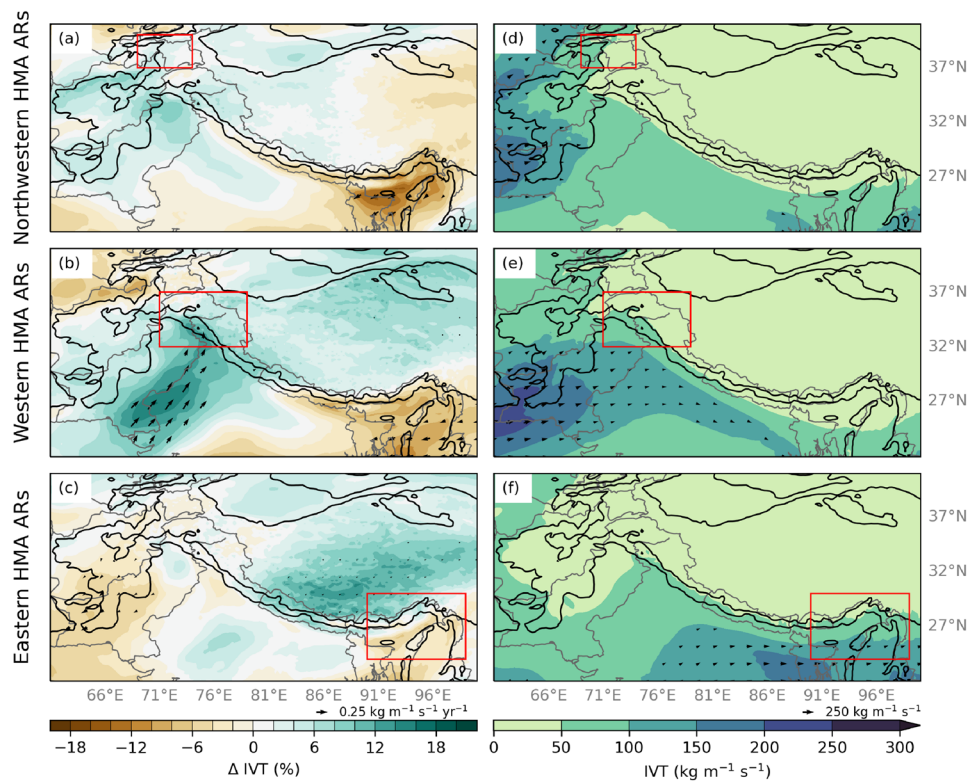 Northwestern HMA ARs
(a)
(d)
37°N
32°N
27°N
Western HMA ARs
(b)
(e)
37°N
32°N
27°N
Eastern HMA ARs
(c)
(f)
37°N
32°N
27°N
66°E 71°E 76°E 81°E 86°E 91°E 96°E
66°E 71°E 76°E 81°E 86°E 91°E 96°E
0.25 kg m⁻¹ s⁻¹ yr⁻¹
250 kg m⁻¹ s⁻¹
−18 −12 −6 0 6 12 18
0 50 100 150 200 250 300
Δ IVT (%)
IVT (kg m⁻¹ s⁻¹)